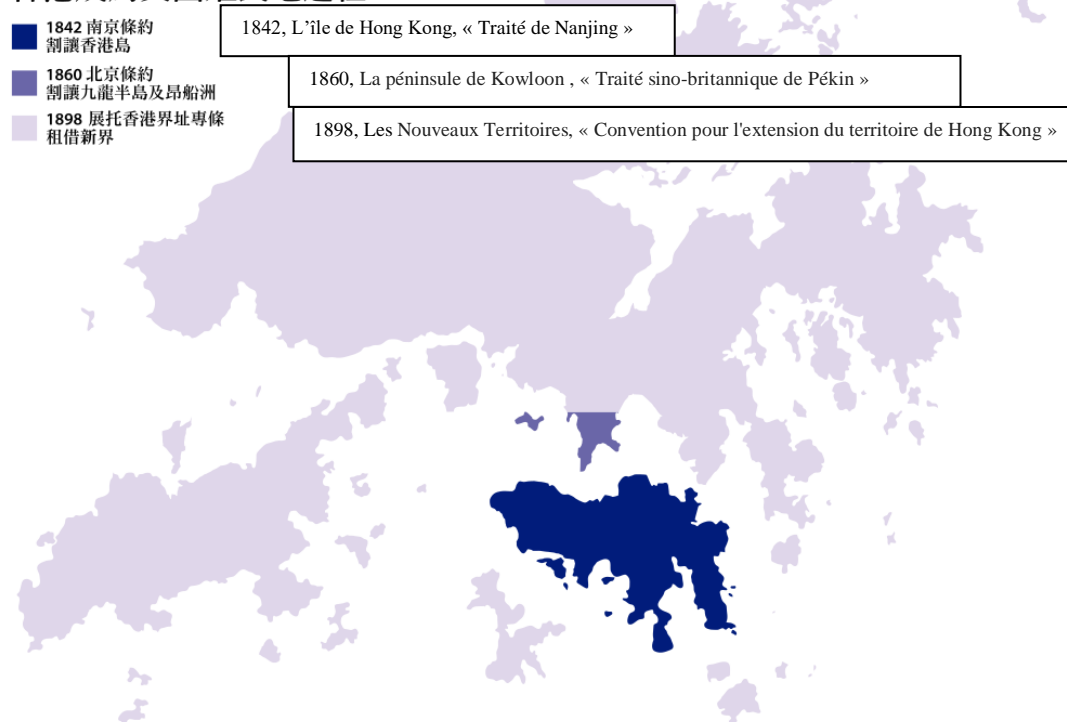 1842 南京條約
割讓香港島
1860 北京條約
割讓九龍半島及昂船洲
1898 展拓香港界址專條
租借新界
1842, L'île de Hong Kong, « Traité de Nanjing »
1860, La péninsule de Kowloon , « Traité sino-britannique de Pékin »
1898, Les Nouveaux Territoires, « Convention pour l'extension du territoire de Hong Kong »